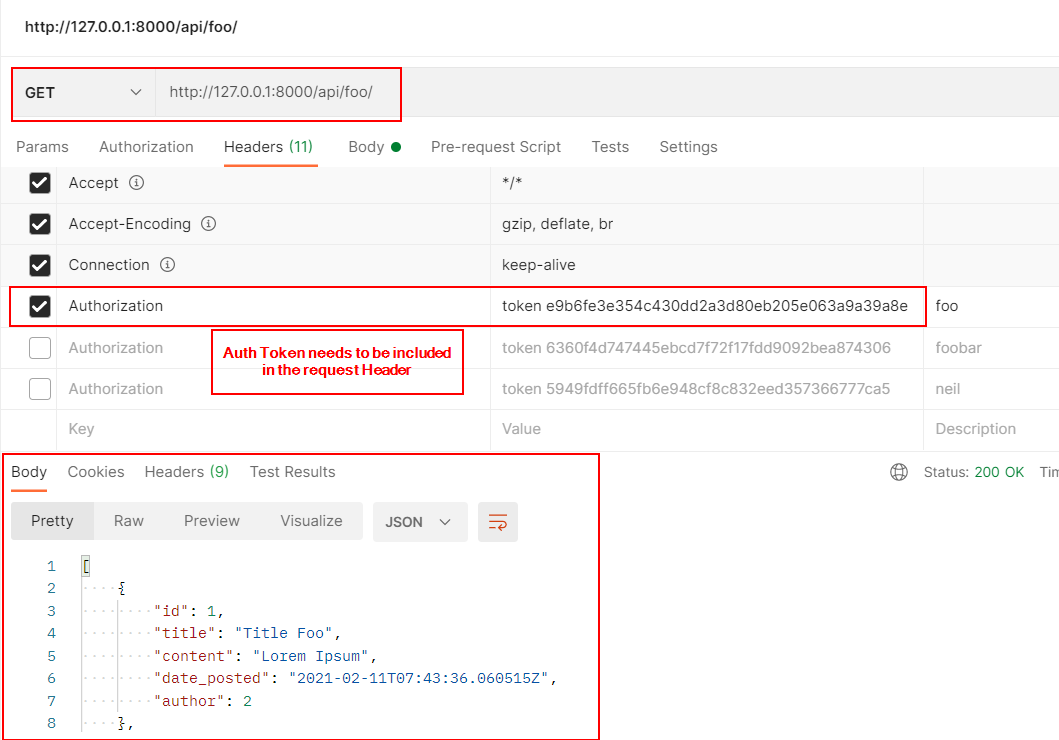 http://127.0.0.1:8000/api/foo/
GET http://127.0.0.1:8000/api/foo/
Params Authorization Headers (11) Body Pre-request Script Tests Settings
Accept */*
Accept-Encoding gzip, deflate, br
Connection keep-alive
Authorization token e9b6fe3e354c430dd2a3d80eb205e063a9a39a8e foo
Authorization token 6360f4d747445ebcd7f72f17fdd9092bea874306 foobar
Authorization token 5949fdff665fb6e948cf8c832eed357366777ca5 neil
Auth Token needs to be included
in the request Header
Key Value Description
Body Cookies Headers (9) Test Results Status: 200 OK Tim
Pretty Raw Preview Visualize JSON
1 [
2 {
3 "id": 1,
4 "title": "Title Foo",
5 "content": "Lorem Ipsum",
6 "date_posted": "2021-02-11T07:43:36.060515Z",
7 "author": 2
8 },